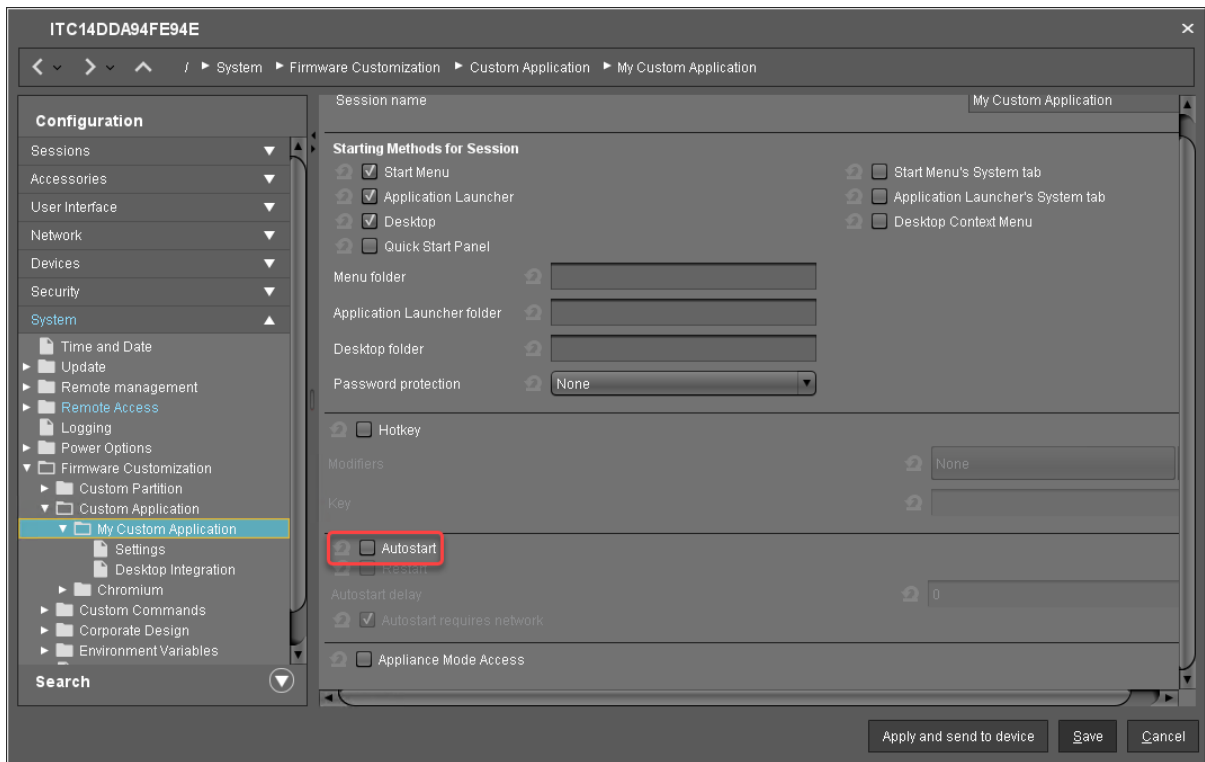 ITC14DDA94FE94E
/ System Firmware Customization Custom Application My Custom Application
Configuration
Sessions
Accessories
User Interface
Network
Devices
Security
System
Time and Date
Update
Remote management
Remote Access
Logging
Power Options
Firmware Customization
Custom Partition
Custom Application
My Custom Application
Settings
Desktop Integration
Chromium
Custom Commands
Corporate Design
Environment Variables
Search
Session name My Custom Application
Starting Methods for Session
Start Menu Start Menu's System tab
Application Launcher Application Launcher's System tab
Desktop Desktop Context Menu
Quick Start Panel
Menu folder
Application Launcher folder
Desktop folder
Password protection None
Hotkey
Modifiers None
Key
Autostart
Restart
Autostart delay 0
Autostart requires network
Appliance Mode Access
Apply and send to device Save Cancel